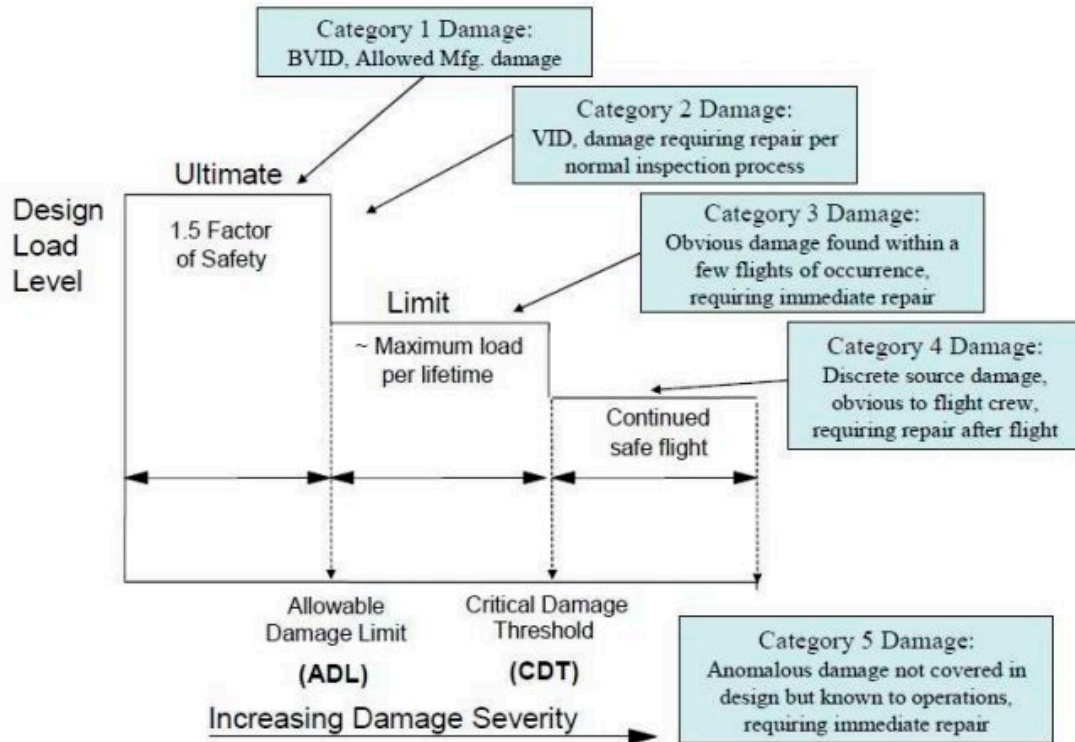 Category 1 Damage:
BVID, Allowed Mfg. damage
Category 2 Damage:
VID, damage requiring repair per
normal inspection process
Ultimate
Design
Load
Level
1.5 Factor
of Safety
Category 3 Damage:
Obvious damage found within a
few flights of occurrence,
requiring immediate repair
Limit
~ Maximum load
per lifetime
Category 4 Damage:
Discrete source damage,
obvious to flight crew,
requiring repair after flight
Continued
safe flight
Allowable
Damage Limit
(ADL)
Critical Damage
Threshold
(CDT)
Increasing Damage Severity
Category 5 Damage:
Anomalous damage not covered in
design but known to operations,
requiring immediate repair